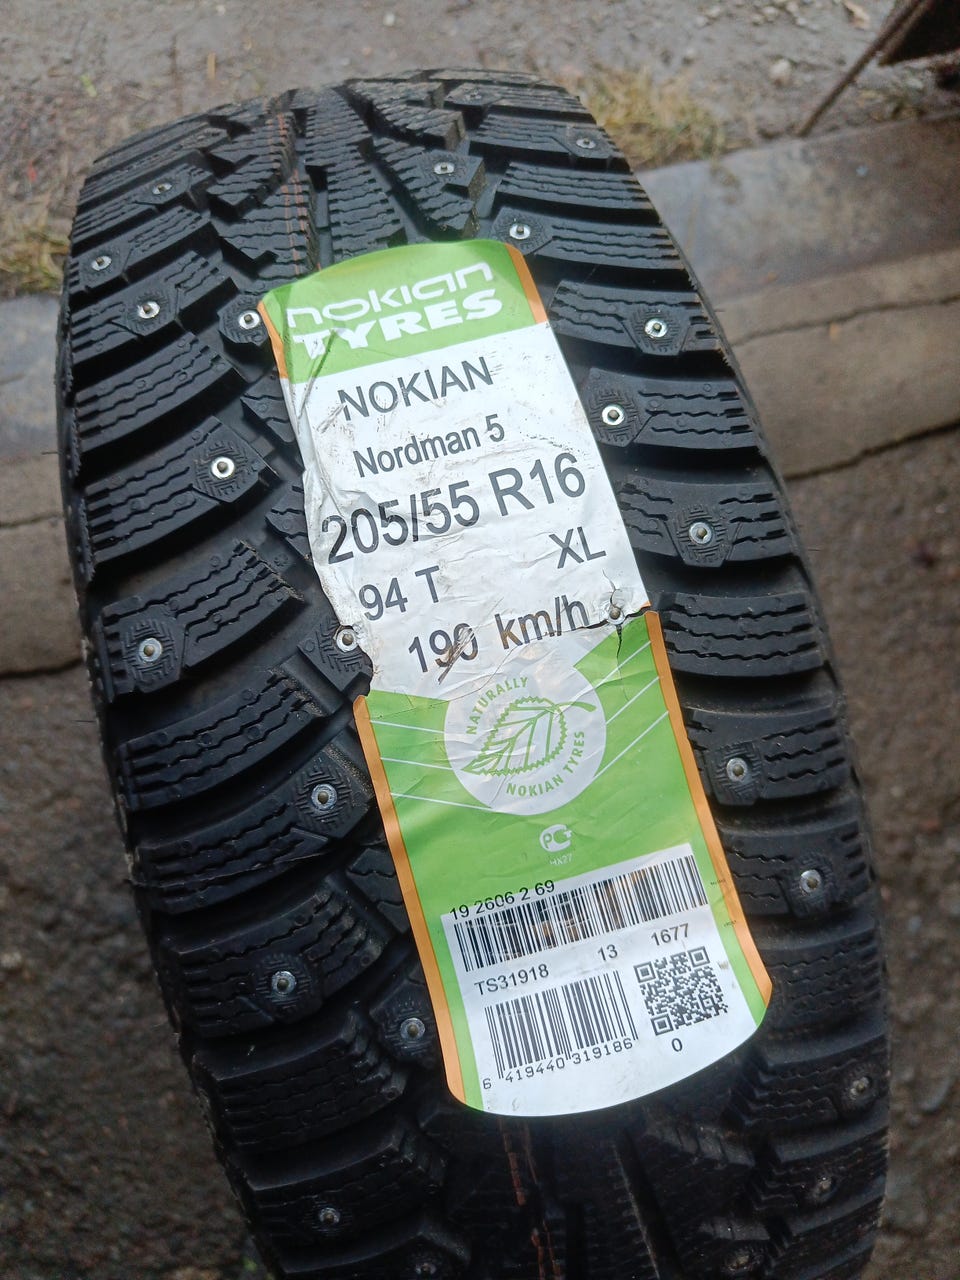 nokian
TYRES
NOKIAN
Nordman 5
205/55 R16
94 T XL
190 km/h
NATURALLY
NOKIAN TYRES
19 2606 2 69
TS31918 13 1677
6 419440 319186
0